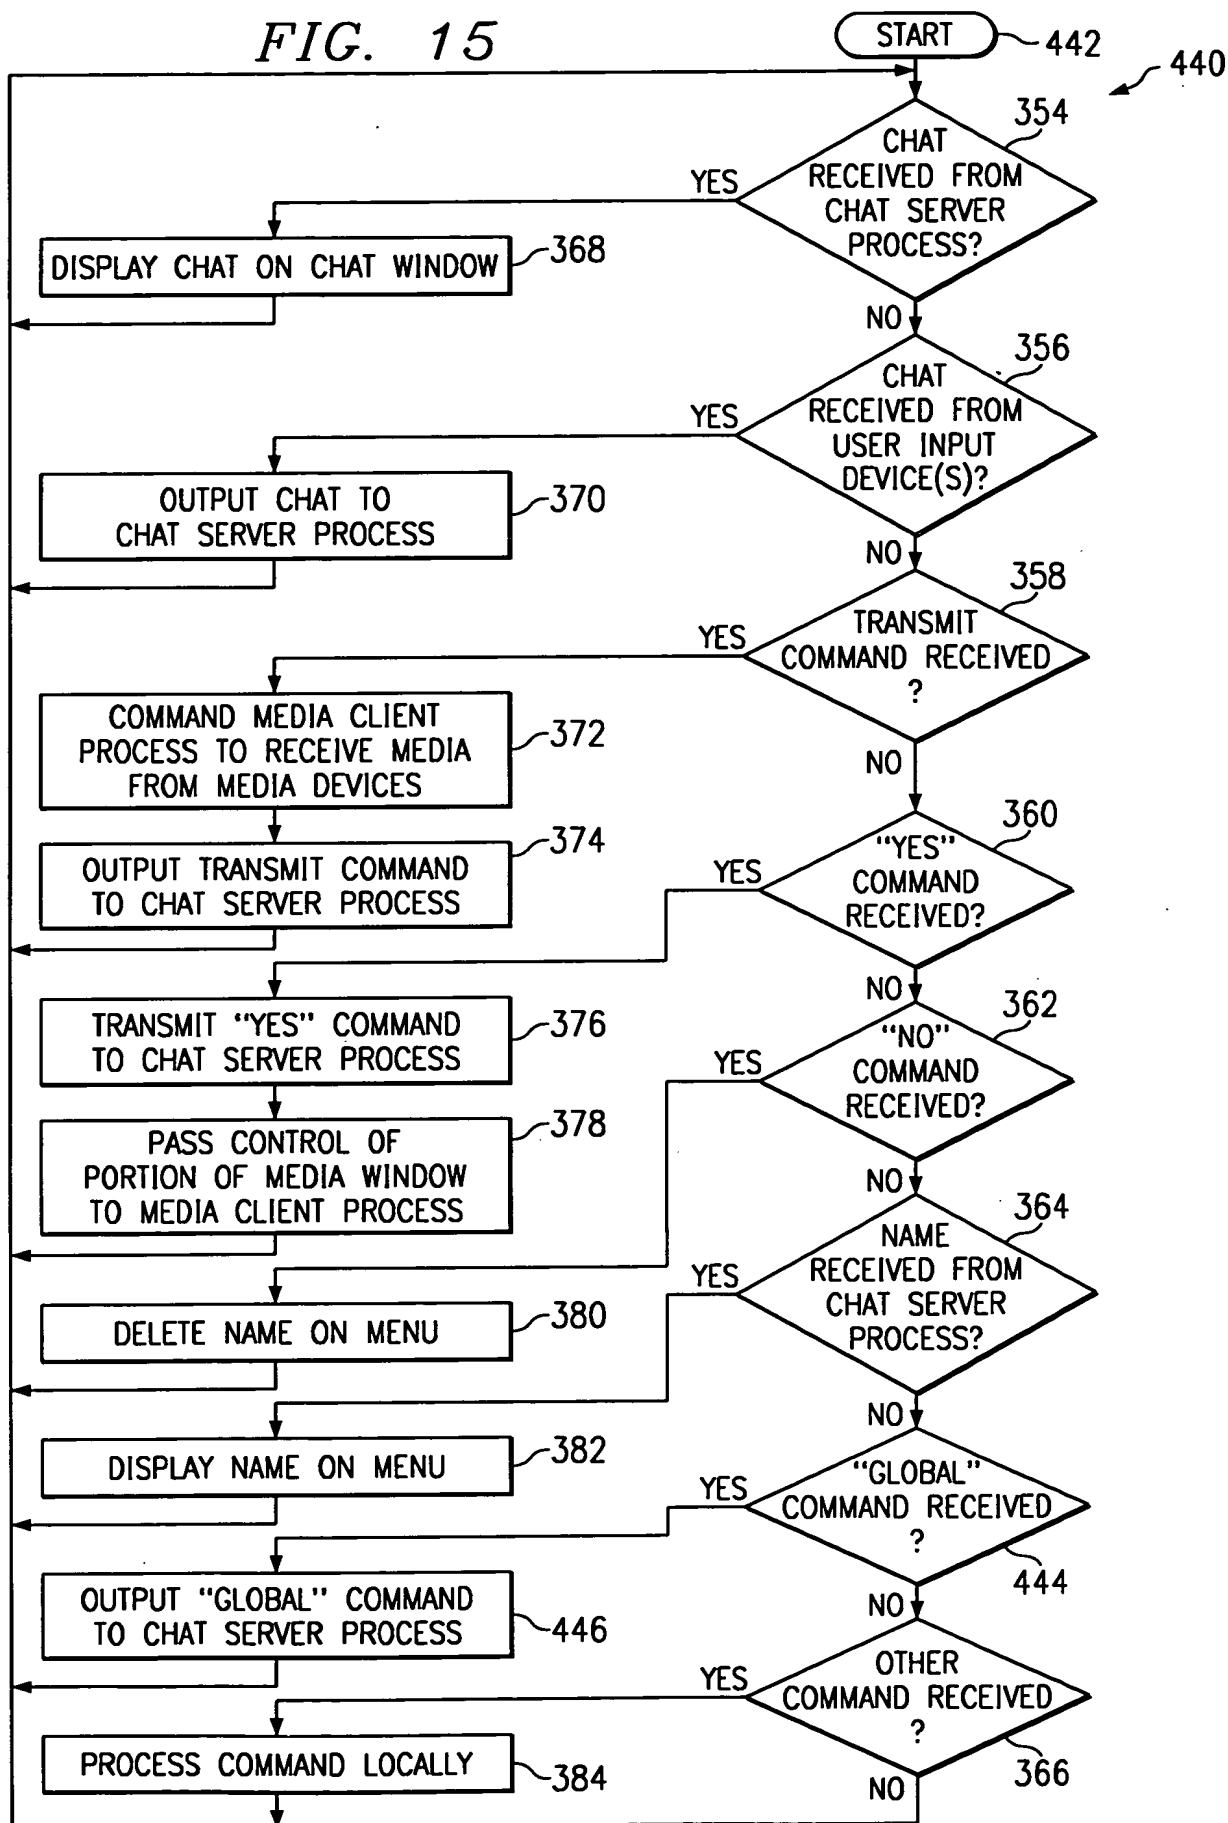 FIG. 15
START
442
440
354
CHAT
RECEIVED FROM
CHAT SERVER
PROCESS?
YES
DISPLAY CHAT ON CHAT WINDOW
368
NO
356
CHAT
RECEIVED FROM
USER INPUT
DEVICE(S)?
YES
OUTPUT CHAT TO
CHAT SERVER PROCESS
370
NO
358
TRANSMIT
COMMAND RECEIVED
?
YES
COMMAND MEDIA CLIENT
PROCESS TO RECEIVE MEDIA
FROM MEDIA DEVICES
372
NO
OUTPUT TRANSMIT COMMAND
TO CHAT SERVER PROCESS
374
360
"YES"
COMMAND
RECEIVED?
YES
TRANSMIT "YES" COMMAND
TO CHAT SERVER PROCESS
376
NO
362
"NO"
COMMAND
RECEIVED?
YES
PASS CONTROL OF
PORTION OF MEDIA WINDOW
TO MEDIA CLIENT PROCESS
378
NO
364
NAME
RECEIVED FROM
CHAT SERVER
PROCESS?
YES
DELETE NAME ON MENU
380
NO
DISPLAY NAME ON MENU
382
"GLOBAL"
COMMAND RECEIVED
?
YES
444
OUTPUT "GLOBAL" COMMAND
TO CHAT SERVER PROCESS
446
NO
OTHER
COMMAND RECEIVED
?
YES
366
PROCESS COMMAND LOCALLY
384
NO